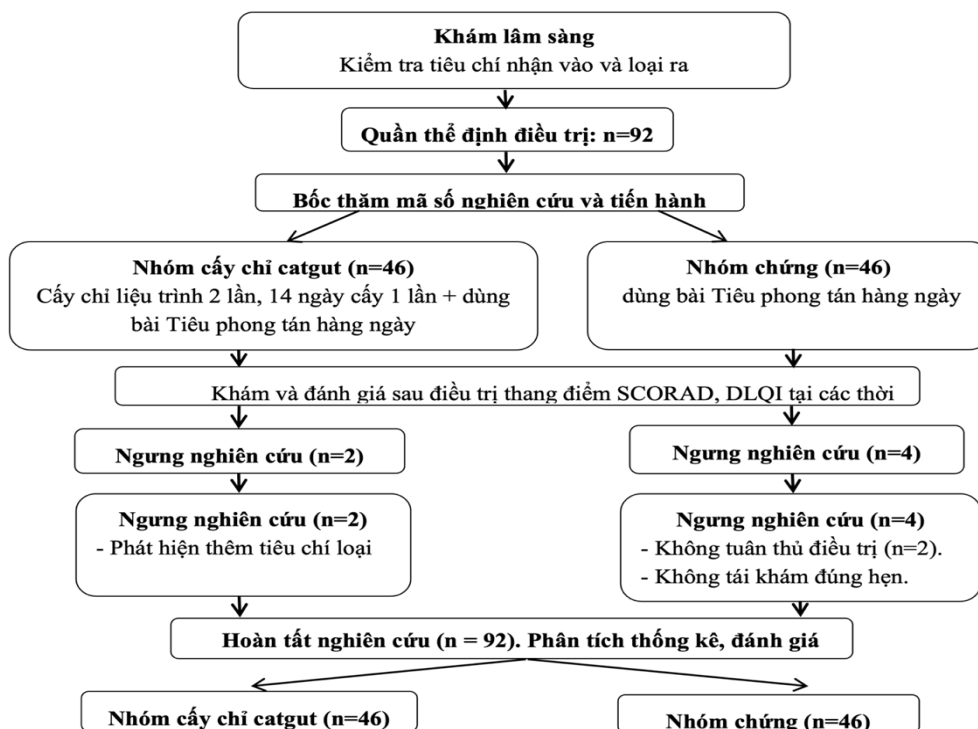 Khám lâm sàng
Kiểm tra tiêu chí nhận vào và loại ra
Quần thể định điều trị: n=92
Bốc thăm mã số nghiên cứu và tiến hành
Nhóm cấy chỉ catgut (n=46)
Cấy chỉ liệu trình 2 lần, 14 ngày cấy 1 lần + dùng
bài Tiêu phong tán hàng ngày
Nhóm chứng (n=46)
dùng bài Tiêu phong tán hàng ngày
Khám và đánh giá sau điều trị thang điểm SCORAD, DLQI tại các thời
Ngưng nghiên cứu (n=2)
Ngưng nghiên cứu (n=4)
Ngưng nghiên cứu (n=2)
- Phát hiện thêm tiêu chí loại
Ngưng nghiên cứu (n=4)
- Không tuân thủ điều trị (n=2).
- Không tái khám đúng hẹn.
Hoàn tất nghiên cứu (n = 92). Phân tích thống kê, đánh giá
Nhóm cấy chỉ catgut (n=46)
Nhóm chứng (n=46)